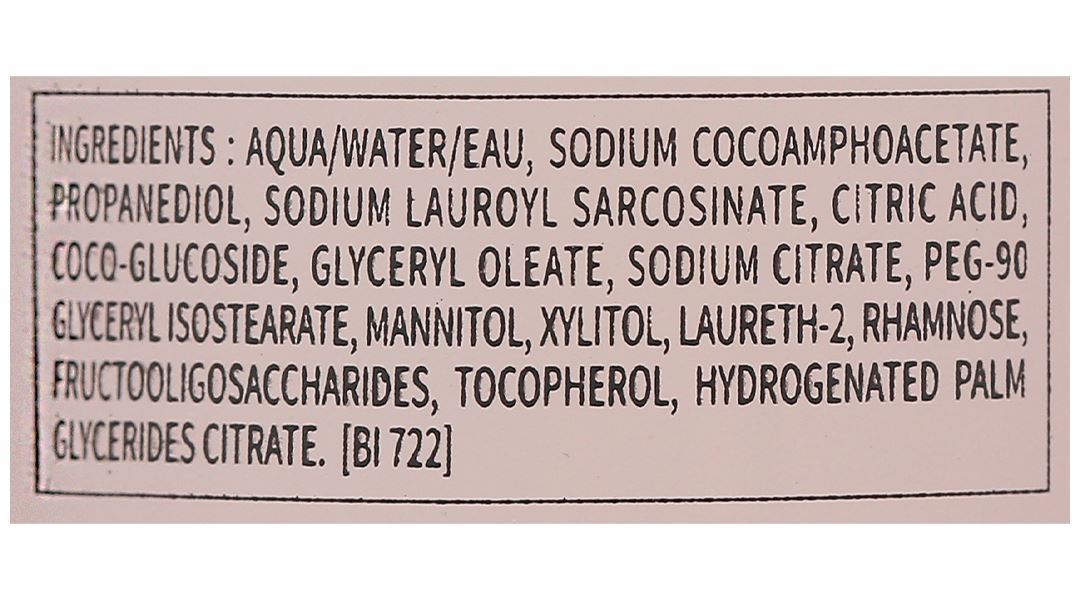 INGREDIENTS : AQUA/WATER/EAU, SODIUM COCOAMPHOACETATE,
PROPANEDIOL, SODIUM LAUROYL SARCOSINATE, CITRIC ACID,
COCO-GLUCOSIDE, GLYCERYL OLEATE, SODIUM CITRATE, PEG-90
GLYCERYL ISOSTEARATE, MANNITOL, XYLITOL, LAURETH-2, RHAMNOSE,
FRUCTOOLIGOSACCHARIDES, TOCOPHEROL, HYDROGENATED PALM
GLYCERIDES CITRATE. [BI 722]